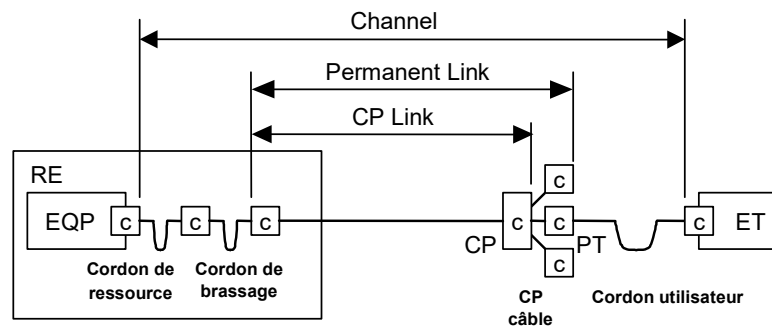 Channel
Permanent Link
CP Link
RE
EQP
C
C
C
C
C
C
C
C
ET
CP
PT
Cordon de
ressource
Cordon de
brassage
CP
câble
Cordon utilisateur